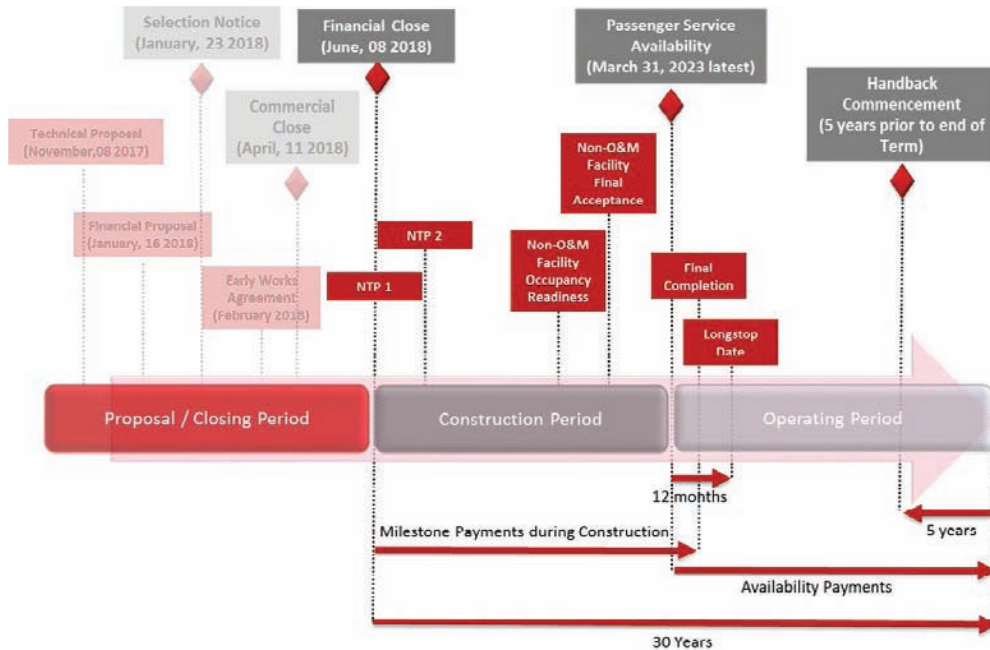 Selection Notice
(January, 23 2018)
Financial Close
(June, 08 2018)
Passenger Service
Availability
(March 31, 2023 latest)
Handback
Commencement
(5 years prior to end of
Term)
Commercial
Close
(April, 11 2018)
Technical Proposal
(November,08 2017)
Non-O&M
Facility
Final
Acceptance
Financial Proposal
(January, 16 2018)
NTP 2
Non-O&M
Facility
Occupancy
Readiness
Final
Completion
Early Works
Agreement
(February 2018)
NTP 1
Longstop
Date
Proposal / Closing Period
Construction Period
Operating Period
12 months
Milestone Payments during Construction
5 years
Availability Payments
30 Years